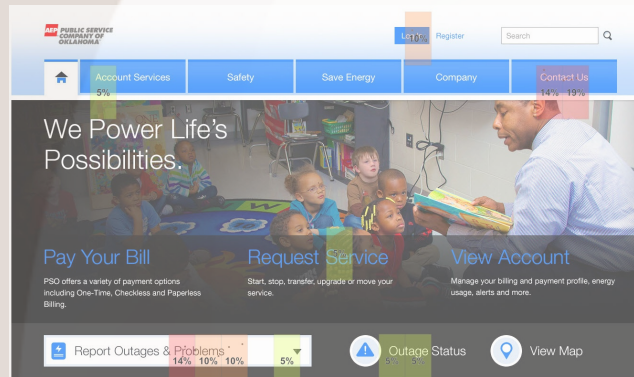 AEP PUBLIC SERVICE
COMPANY OF
OKLAHOMA
Register
Search
10%
Account Services
Safety
Save Energy
Company
Contact Us
5%
14% 19%
We Power Life's
Possibilities.
Pay Your Bill
Request Service
View Account
PSO offers a variety of payment options
including One-Time, Checkless and Paperless
Billing.
Start, stop, transfer, upgrade or move your
service.
Manage your billing and payment profile, energy
usage, alerts and more.
Report Outages & Problems
Outage Status
View Map
14% 10% 10% 5%
5% 5%